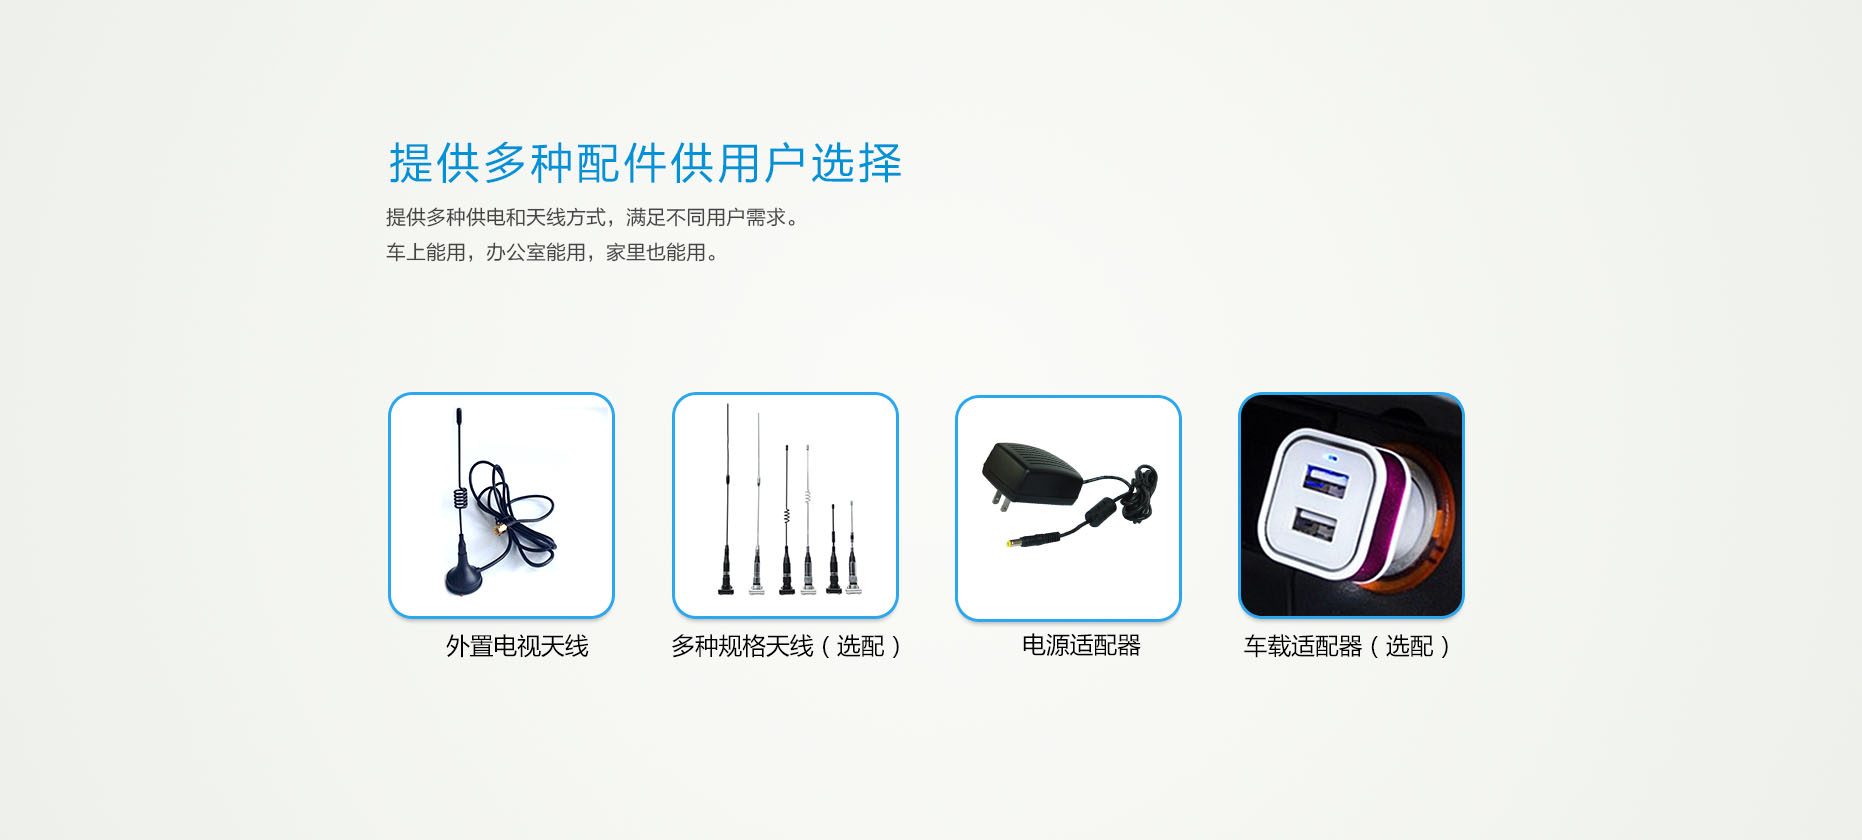 提供多种配件供用户选择
提供多种供电和天线方式，满足不同用户需求。
车上能用，办公室能用，家里也能用。
外置电视天线
多种规格天线（选配）
电源适配器
车载适配器（选配）